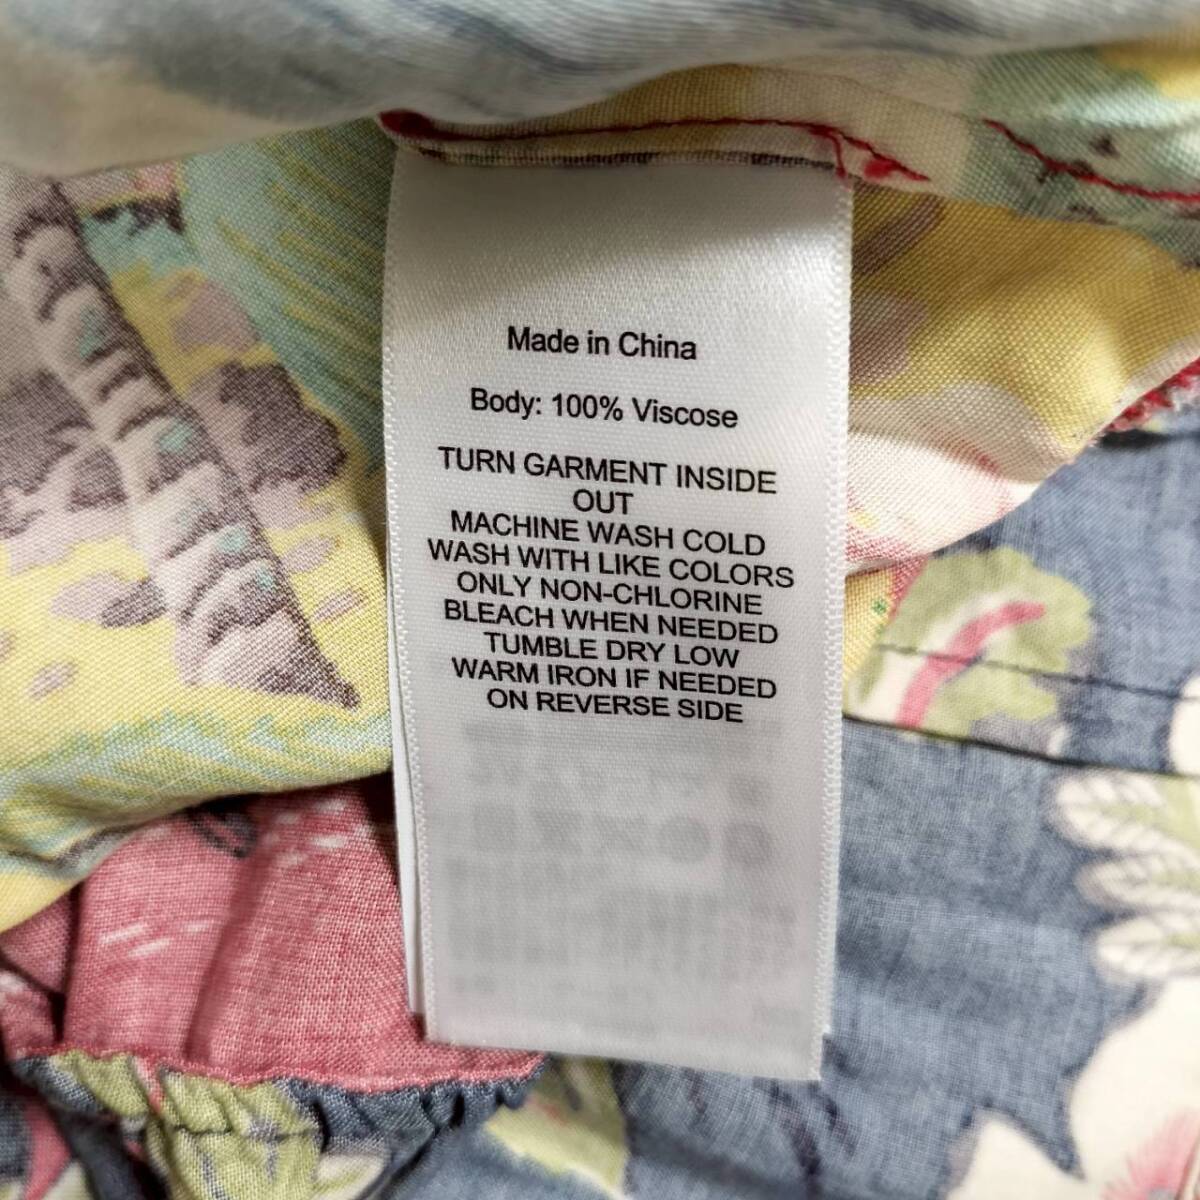 Made in China
Body: 100% Viscose
TURN GARMENT INSIDE
OUT
MACHINE WASH COLD
WASH WITH LIKE COLORS
ONLY NON-CHLORINE
BLEACH WHEN NEEDED
TUMBLE DRY LOW
WARM IRON IF NEEDED
ON REVERSE SIDE